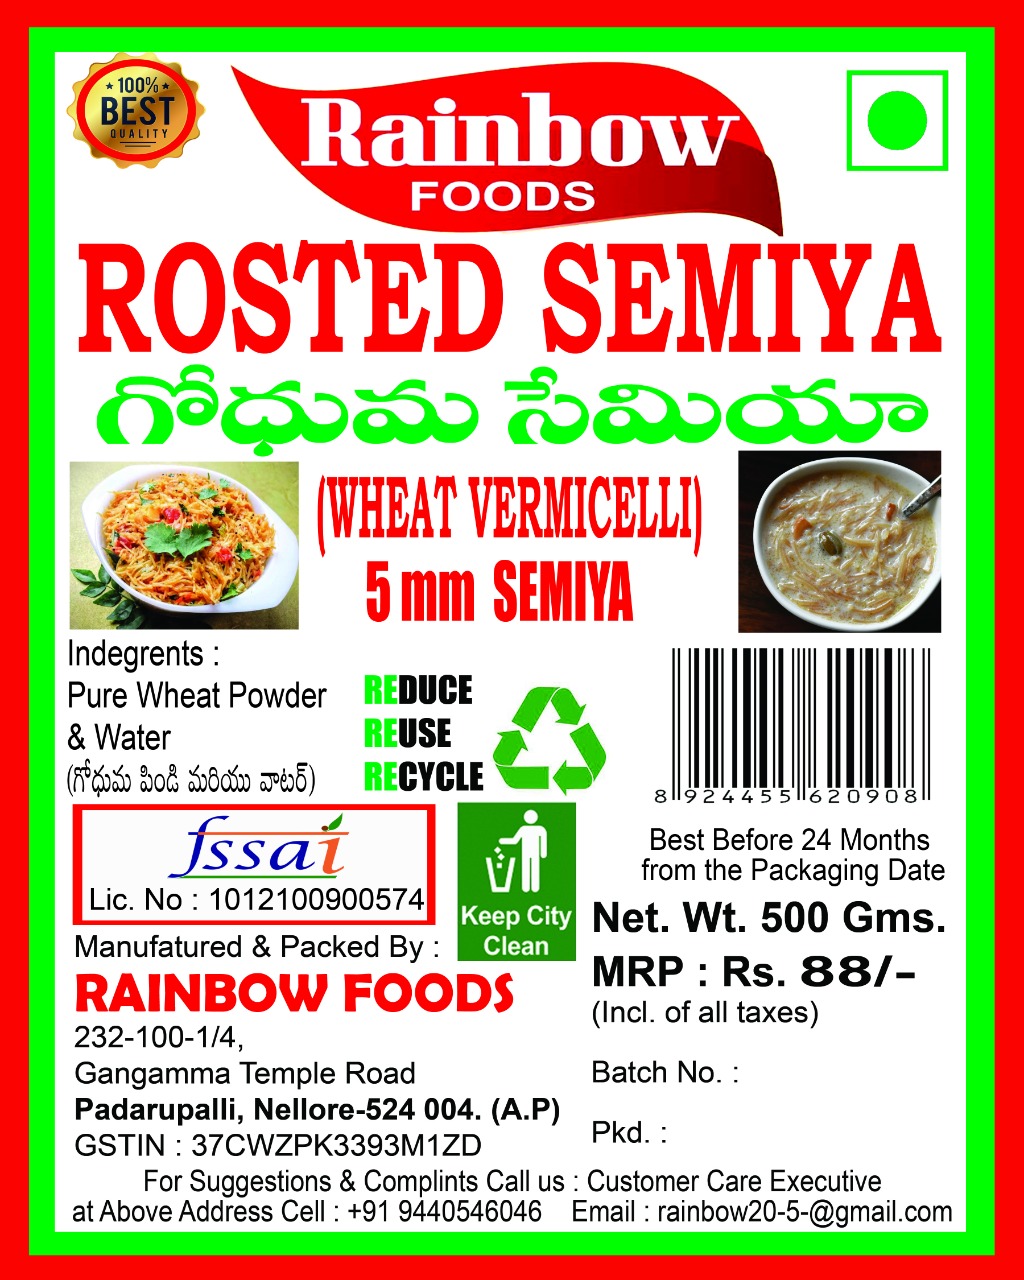 100%
BEST
QUALITY
Rainbow
FOODS
ROSTED SEMIYA
గోధుమ సేమియా
(WHEAT VERMICELLI)
5 mm SEMIYA
Indegrents :
Pure Wheat Powder
& Water
(గోధుమ పిండి మరియు వాటర్)
REDUCE
REUSE
RECYCLE
8 924455 620908
fssai
Lic. No : 1012100900574
Keep City
Clean
Best Before 24 Months
from the Packaging Date
Net. Wt. 500 Gms.
MRP : Rs. 88/-
(Incl. of all taxes)
Batch No. :
Pkd. :
Manufatured & Packed By :
RAINBOW FOODS
232-100-1/4,
Gangamma Temple Road
Padarupalli, Nellore-524 004. (A.P)
GSTIN : 37CWZPK3393M1ZD
For Suggestions & Complints Call us : Customer Care Executive
at Above Address Cell : +91 9440546046 Email : rainbow20-5-@gmail.com